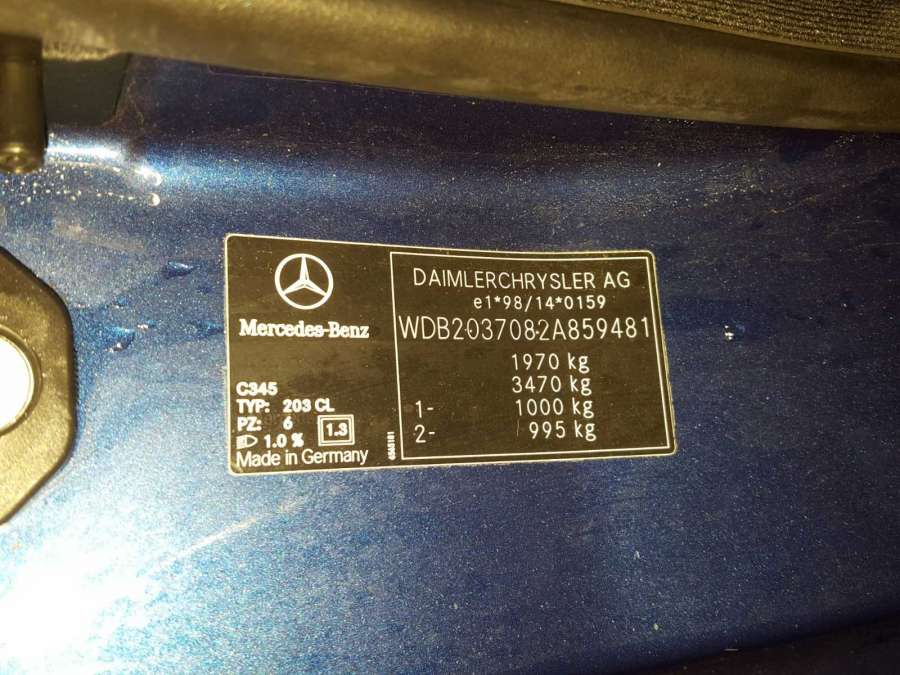 Mercedes-Benz
C345
TYP: 203 CL
PZ: 6
1.0 %
1.3
Made in Germany
DAIMLERCHRYSLER AG
e1*98/14*0159
WDB2037082A859481
1970 kg
3470 kg
1- 1000 kg
2- 995 kg